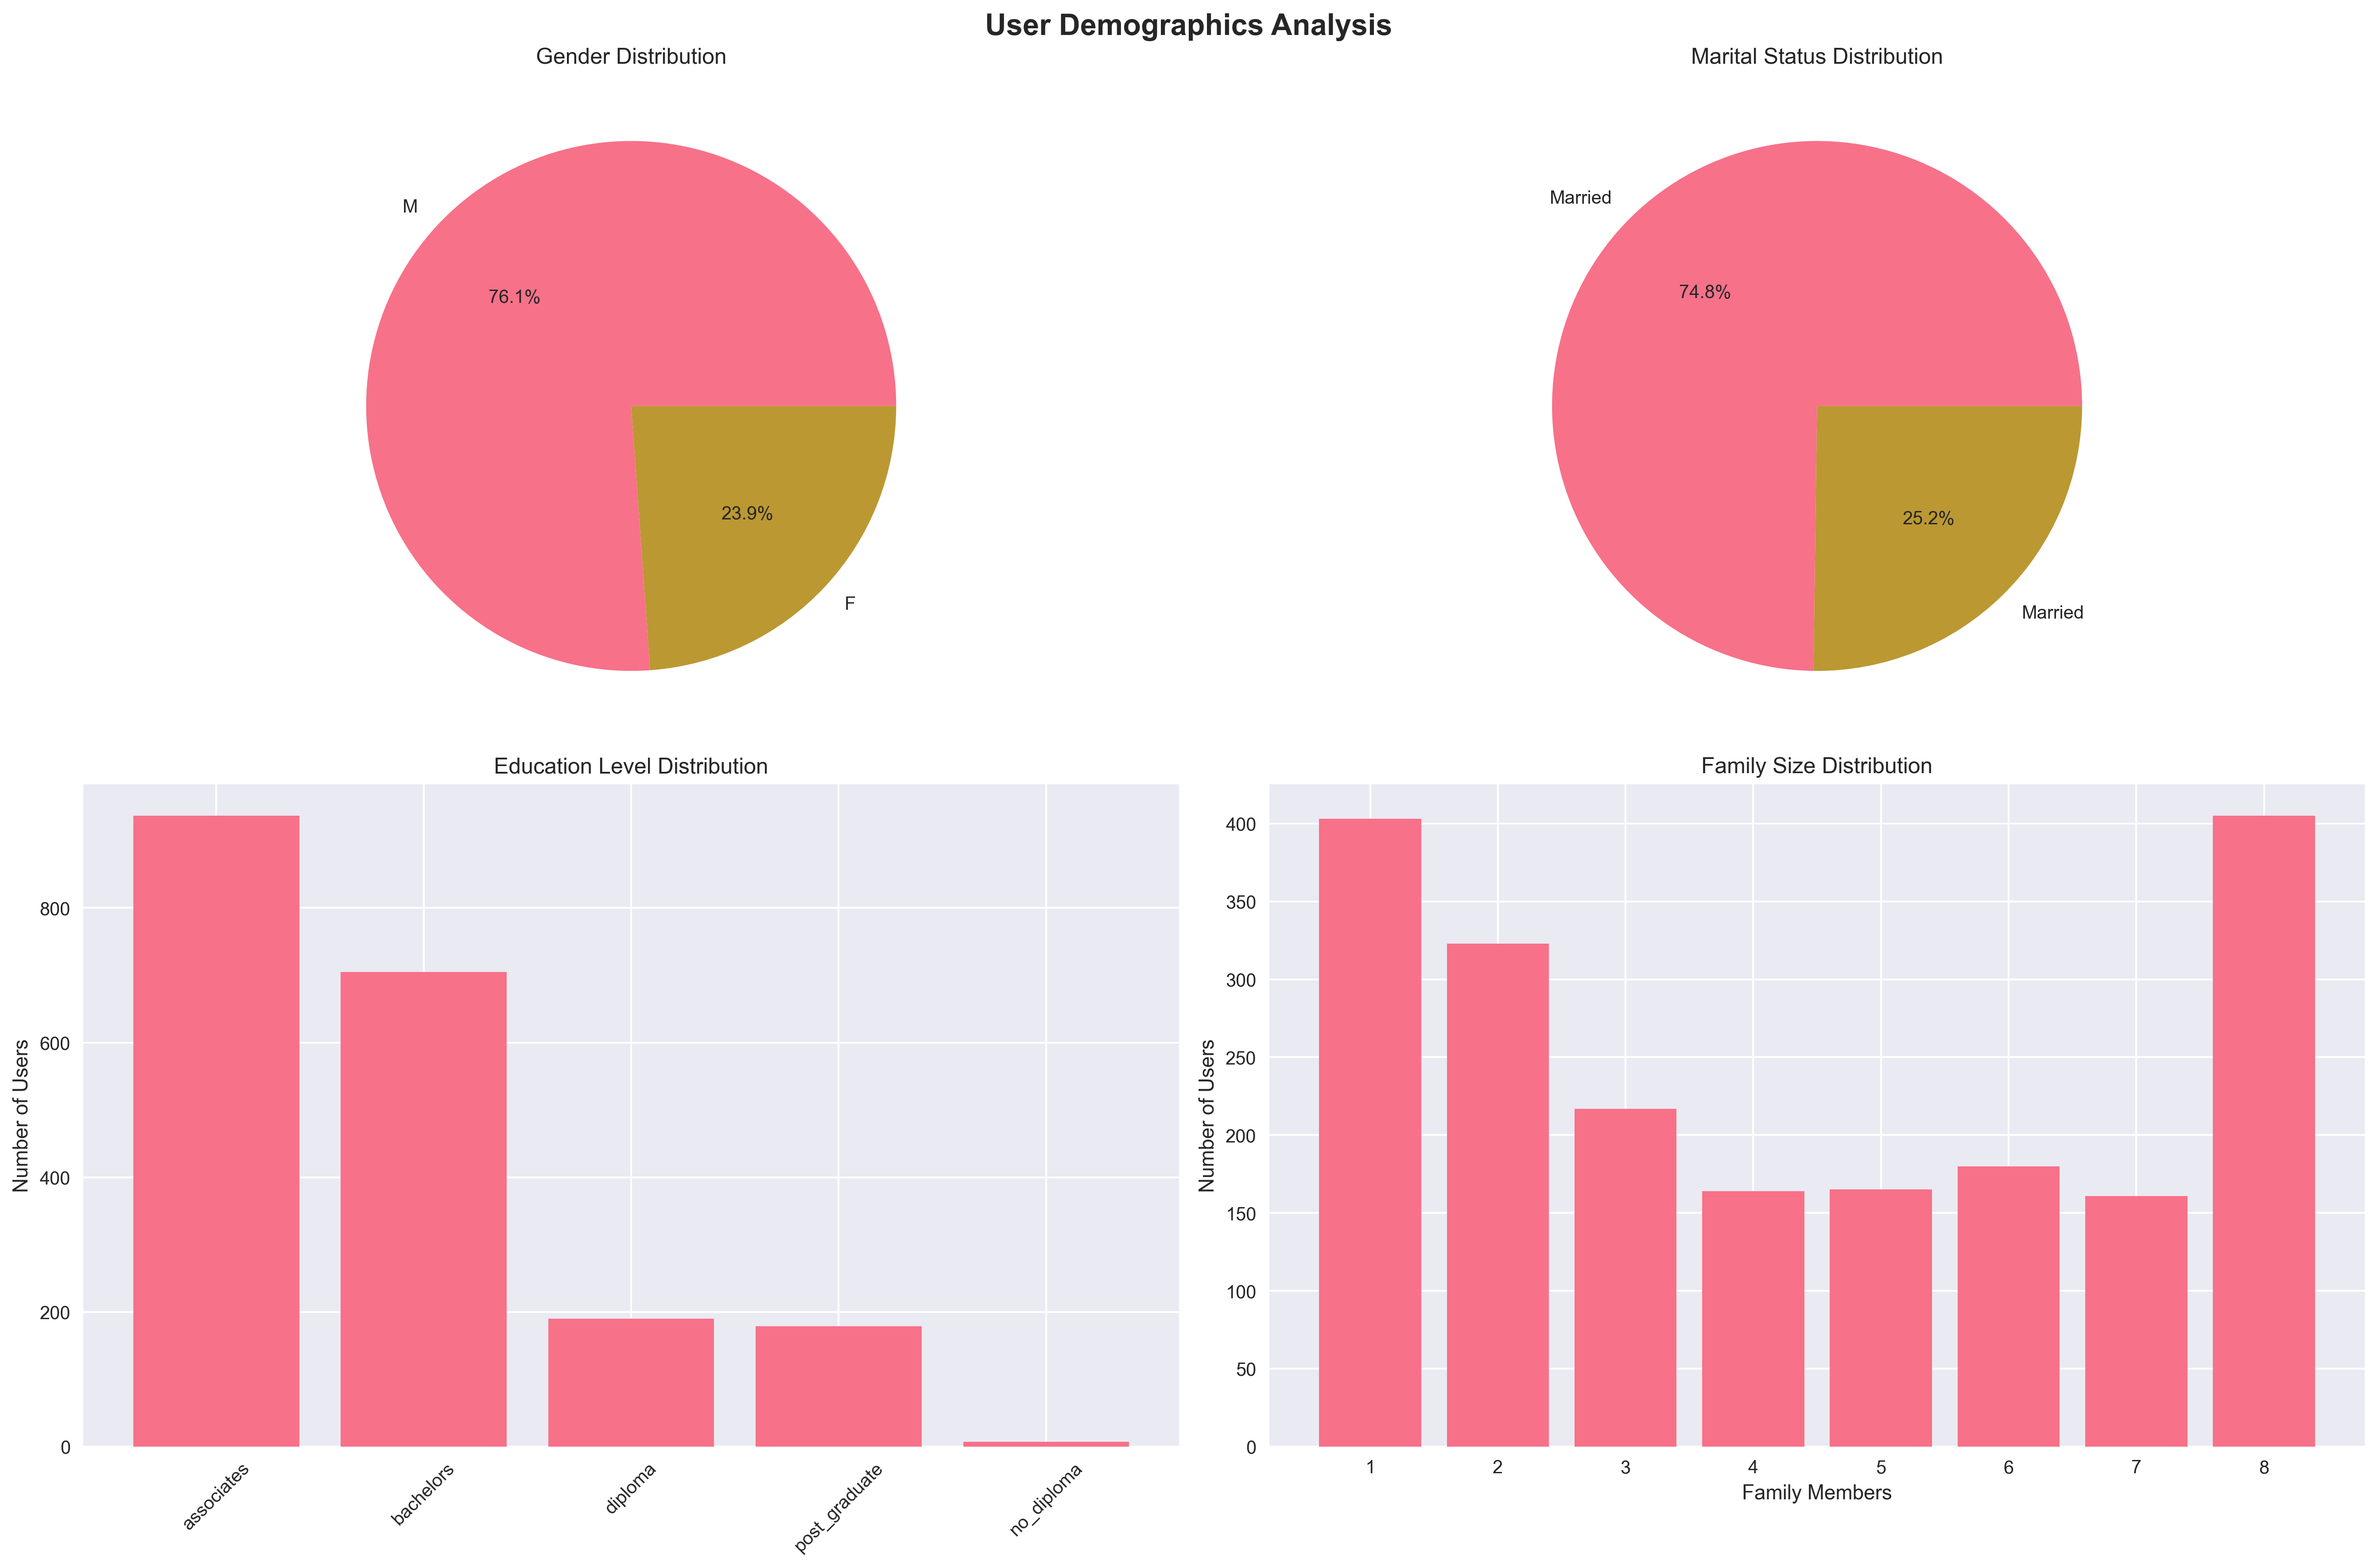 User Demographics Analysis
Gender Distribution
M
76.1%
23.9%
F
Marital Status Distribution
Married
74.8%
25.2%
Married
Education Level Distribution
Number of Users
800
600
400
200
0
associates
bachelors
diploma
post_graduate
no_diploma
Family Size Distribution
Number of Users
400
350
300
250
200
150
100
50
0
1 2 3 4 5 6 7 8
Family Members